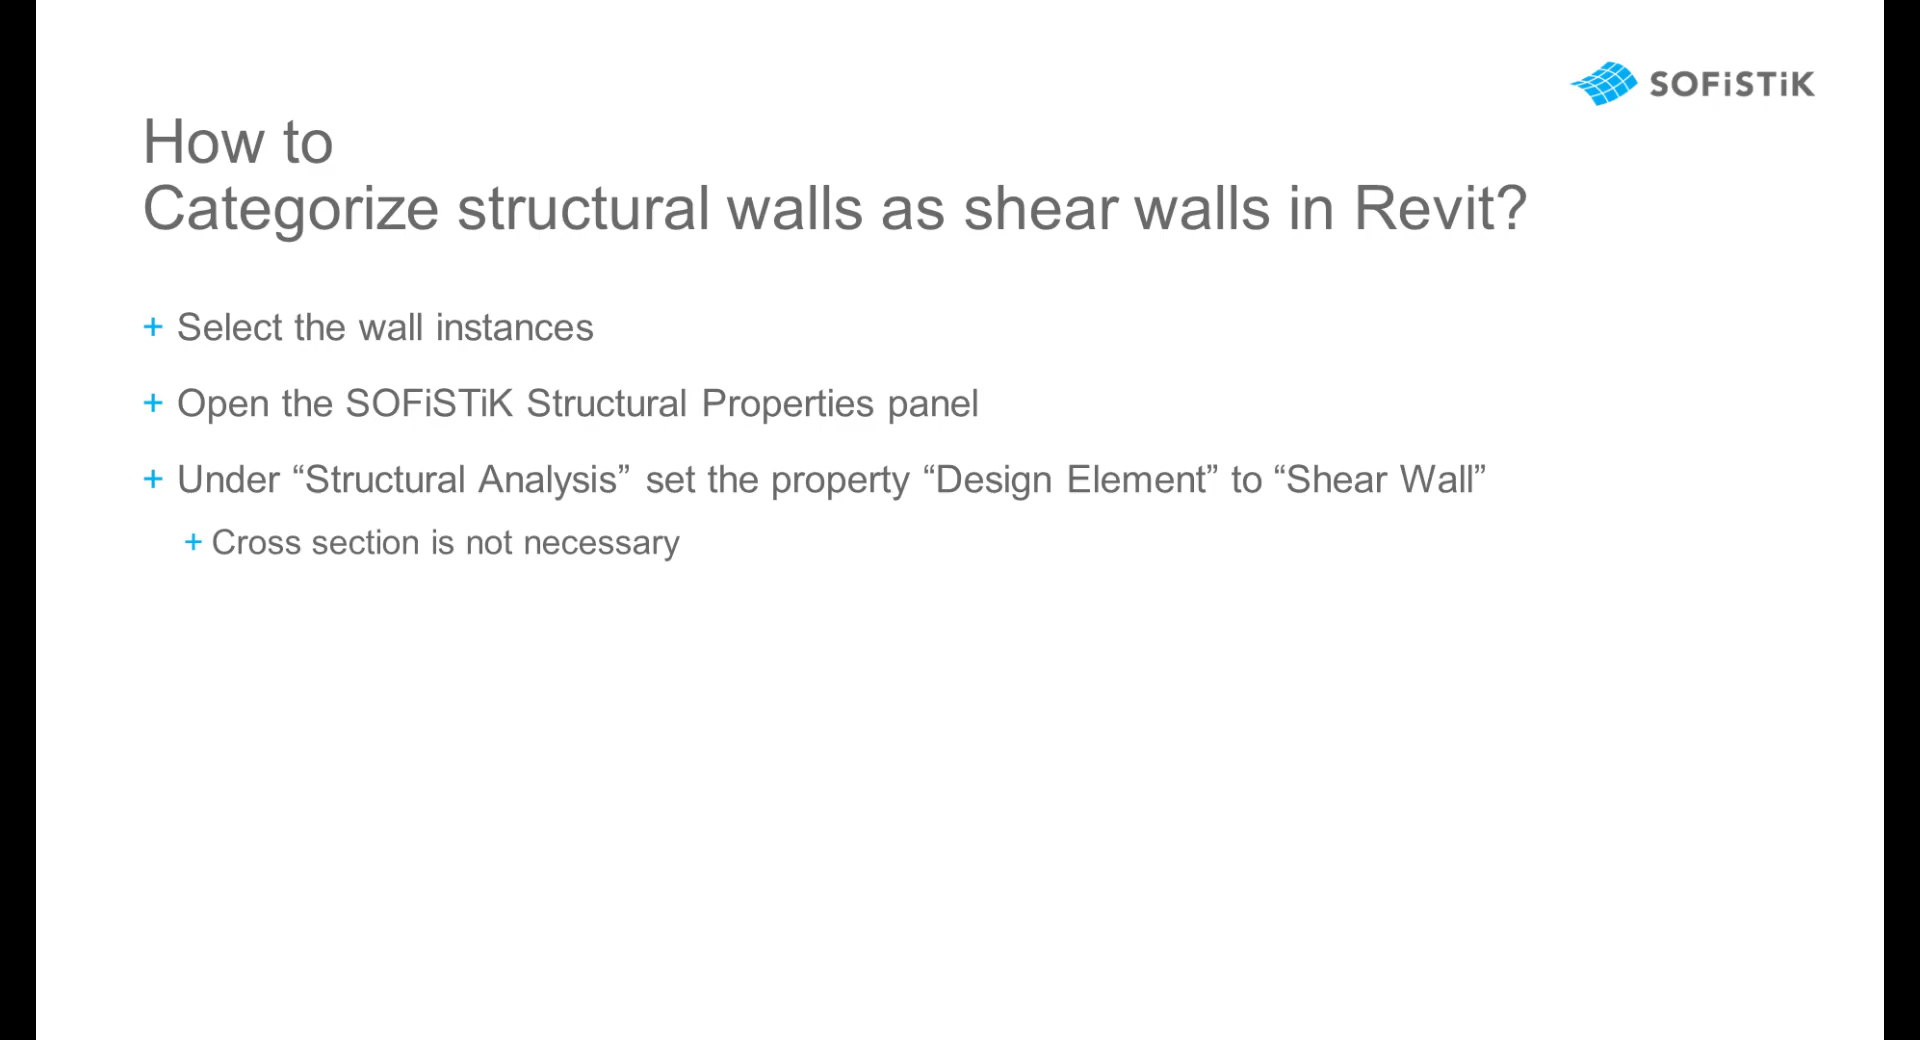 SOFiSTiK
How to
Categorize structural walls as shear walls in Revit?
+ Select the wall instances
+ Open the SOFiSTiK Structural Properties panel
+ Under “Structural Analysis” set the property “Design Element” to “Shear Wall”
+ Cross section is not necessary